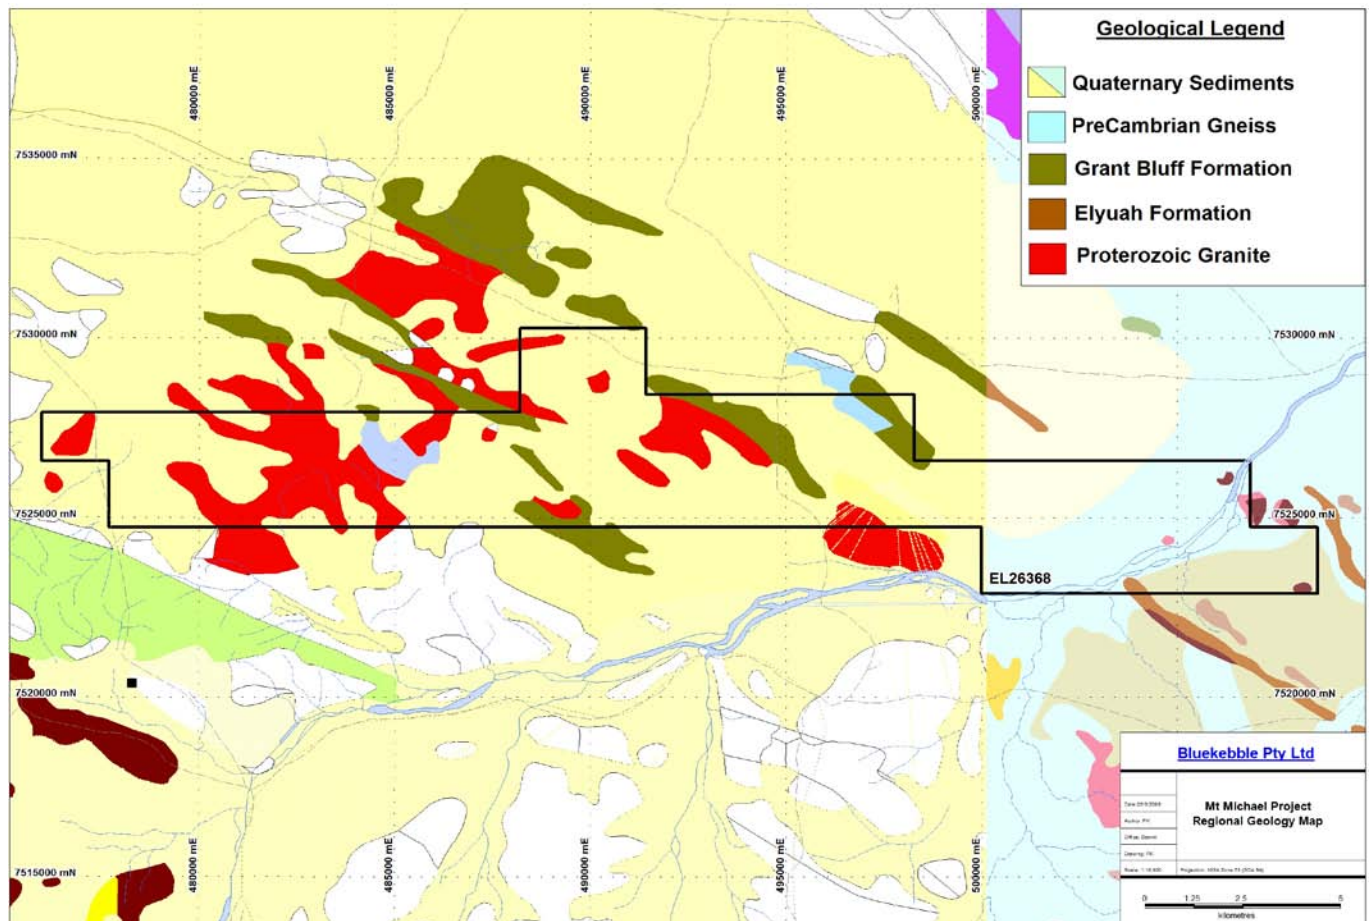 Geological Legend
Quaternary Sediments
PreCambrian Gneiss
Grant Bluff Formation
Elyuah Formation
Proterozoic Granite
480000 mE
485000 mE
490000 mE
495000 mE
500000 mE
7535000 mN
7530000 mN
7530000 mN
7525000 mN
7525000 mN
EL26368
7520000 mN
7520000 mN
7515000 mN
480000 mE
485000 mE
490000 mE
495000 mE
500000 mE
Bluekebble Pty Ltd
Mt Michael Project
Regional Geology Map
0 1.25 2.5 5
kilometres